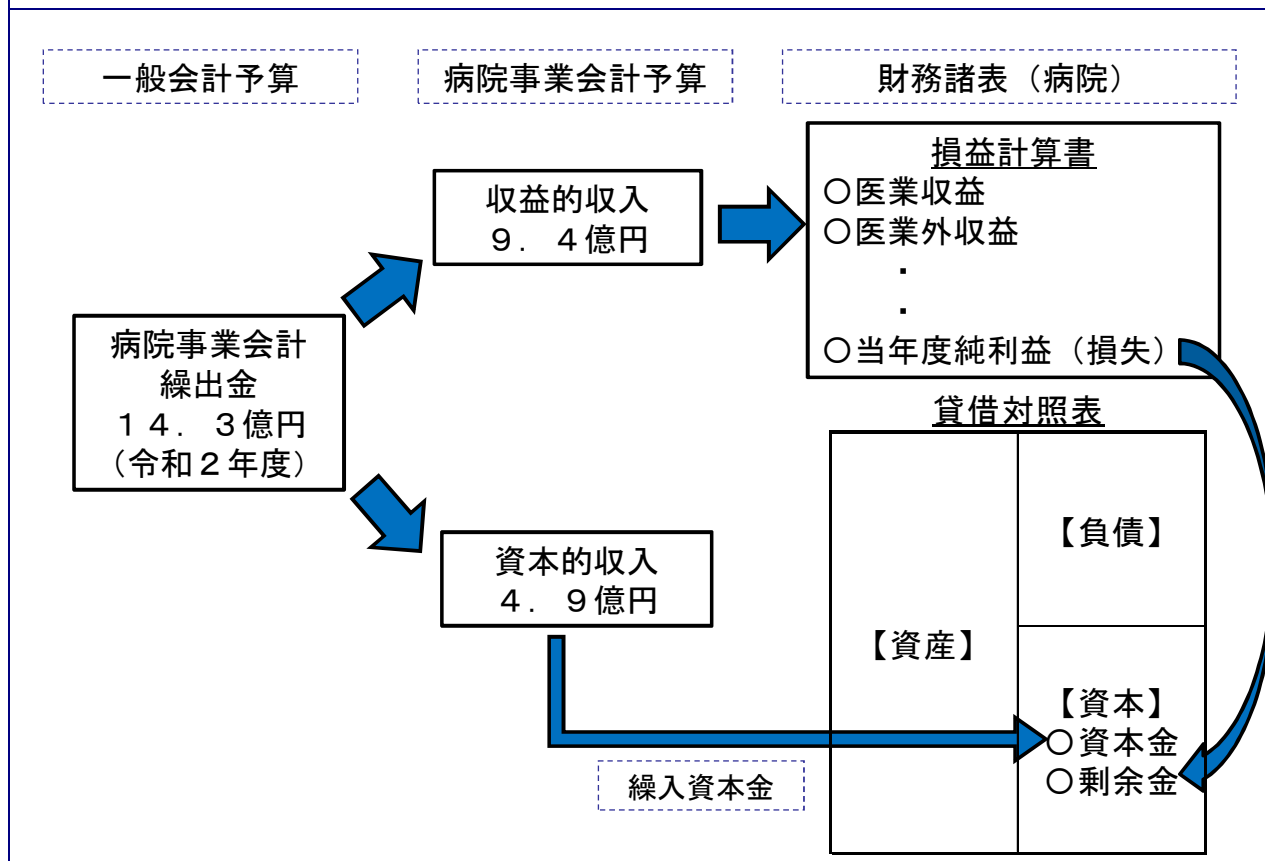 一般会計予算
病院事業会計予算
財務諸表（病院）
病院事業会計
繰出金
１４．３億円
（令和２年度）
収益的収入
９．４億円
資本的収入
４．９億円
繰入資本金
損益計算書
○医業収益
○医業外収益
・
・
○当年度純利益（損失）
貸借対照表
【資産】
【負債】
【資本】
○資本金
○剰余金